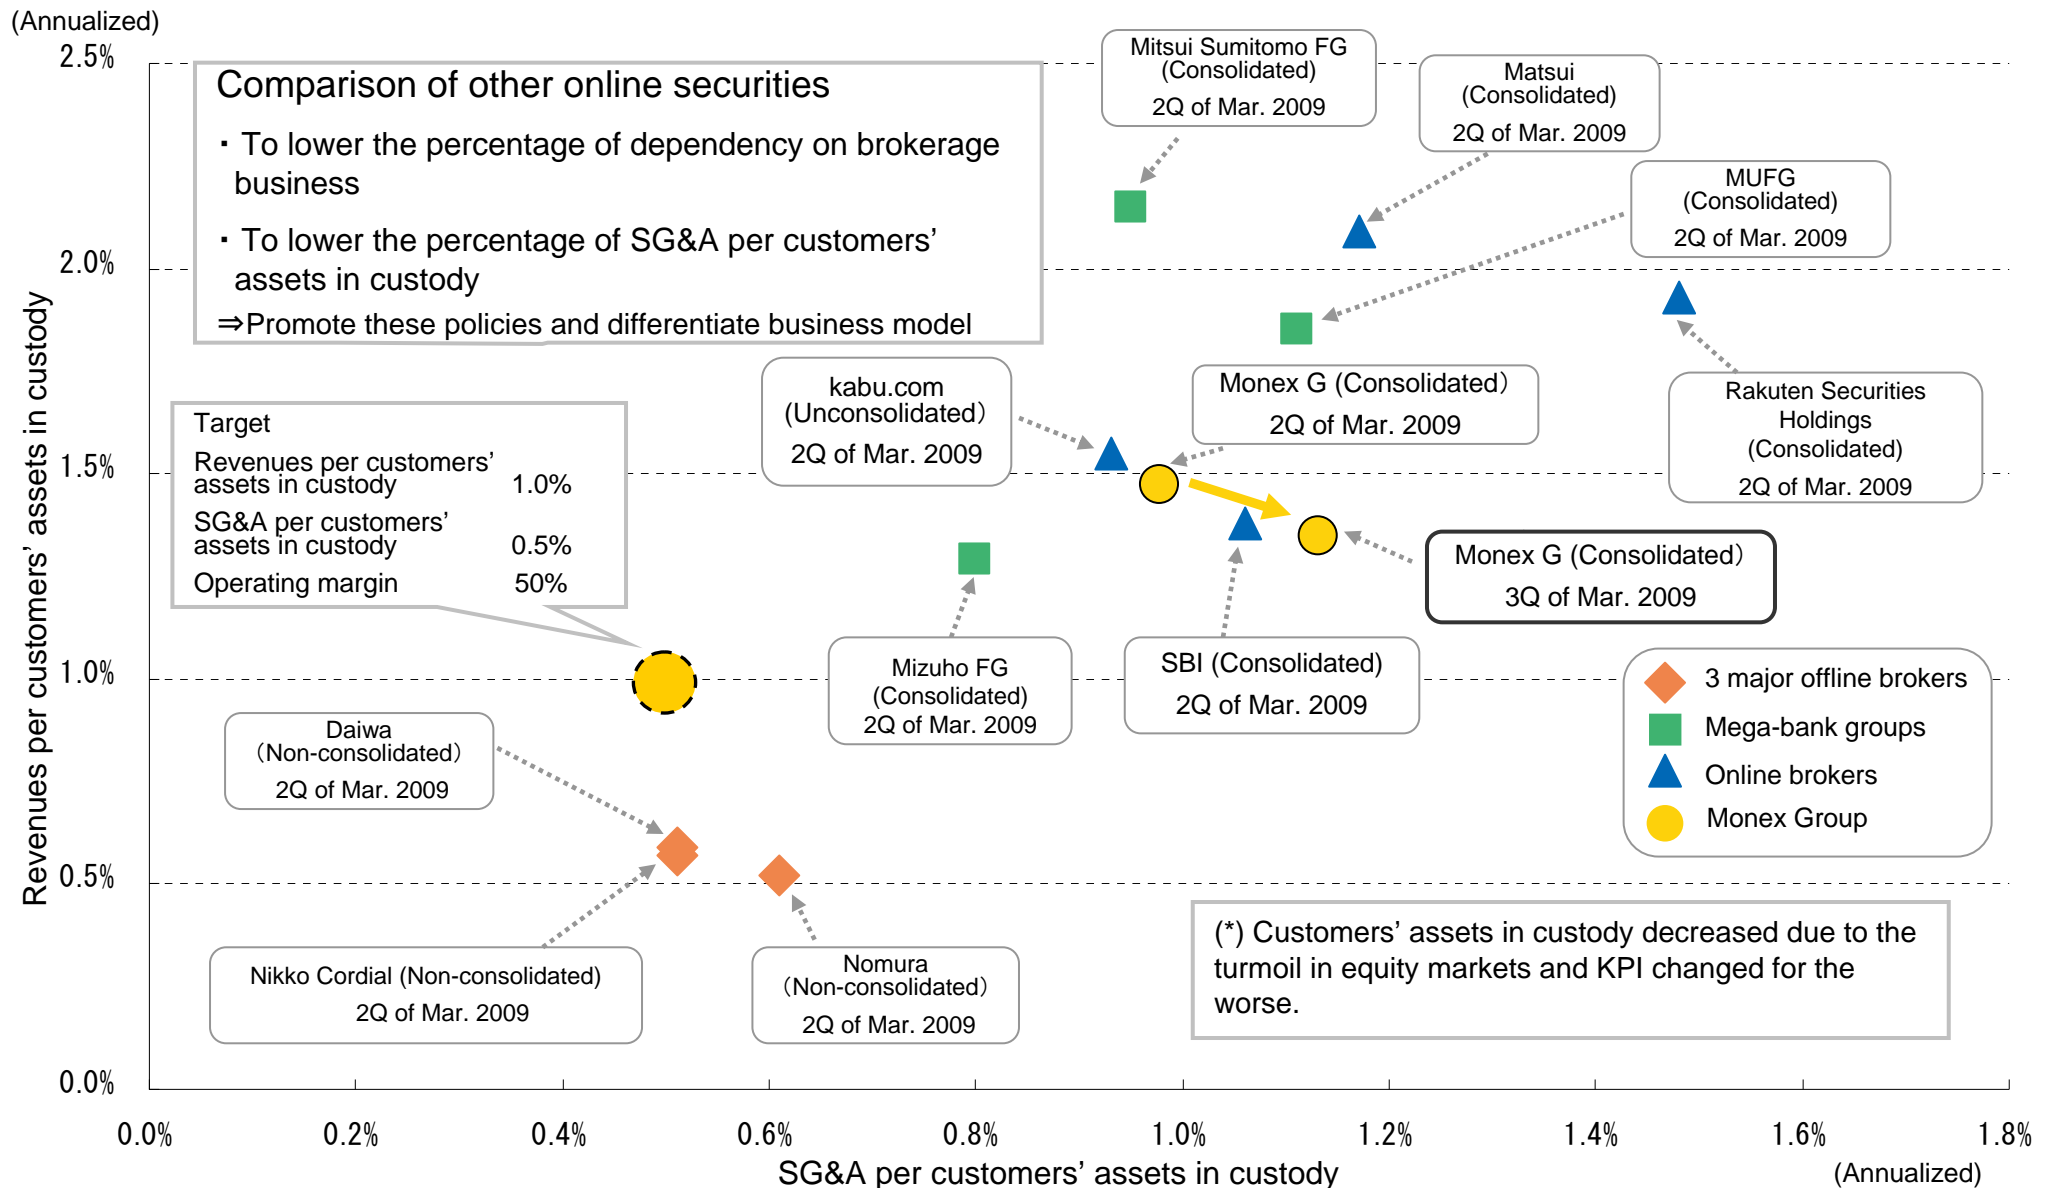 (Annualized)
2.5%
2.0%
1.5%
1.0%
0.5%
0.0%
Revenues per customers’ assets in custody
Comparison of other online securities
・To lower the percentage of dependency on brokerage
business
・To lower the percentage of SG&A per customers’
assets in custody
⇒Promote these policies and differentiate business model
Mitsui Sumitomo FG
(Consolidated)
2Q of Mar. 2009
Matsui
(Consolidated)
2Q of Mar. 2009
MUFG
(Consolidated)
2Q of Mar. 2009
Target
Revenues per customers’
assets in custody 1.0%
SG&A per customers’
assets in custody 0.5%
Operating margin 50%
kabu.com
(Unconsolidated）
2Q of Mar. 2009
Monex G (Consolidated）
2Q of Mar. 2009
Rakuten Securities
Holdings
(Consolidated)
2Q of Mar. 2009
Monex G (Consolidated）
3Q of Mar. 2009
Mizuho FG
(Consolidated)
2Q of Mar. 2009
SBI (Consolidated)
2Q of Mar. 2009
3 major offline brokers
Mega-bank groups
Online brokers
Monex Group
Daiwa
（Non-consolidated）
2Q of Mar. 2009
Nikko Cordial (Non-consolidated)
2Q of Mar. 2009
Nomura
（Non-consolidated）
2Q of Mar. 2009
(*) Customers’ assets in custody decreased due to the
turmoil in equity markets and KPI changed for the
worse.
0.0% 0.2% 0.4% 0.6% 0.8% 1.0% 1.2% 1.4% 1.6% 1.8%
SG&A per customers’ assets in custody
(Annualized)